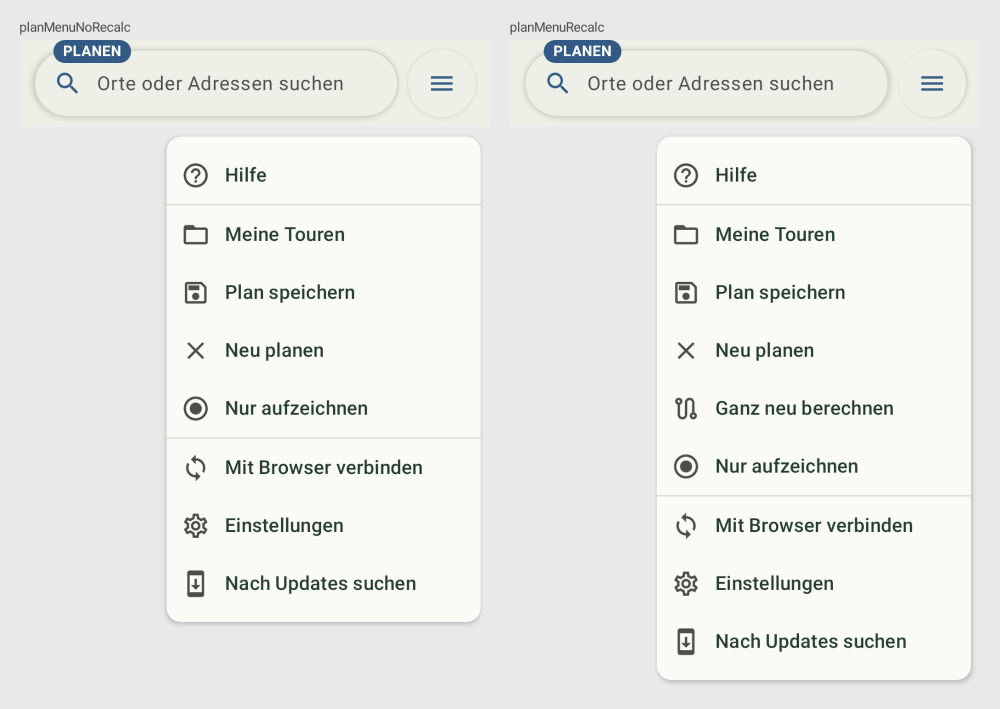 planMenuNoRecalc
PLANEN
Orte oder Adressen suchen
Hilfe
Meine Touren
Plan speichern
Neu planen
Nur aufzeichnen
Mit Browser verbinden
Einstellungen
Nach Updates suchen
planMenuRecalc
PLANEN
Orte oder Adressen suchen
Hilfe
Meine Touren
Plan speichern
Neu planen
Ganz neu berechnen
Nur aufzeichnen
Mit Browser verbinden
Einstellungen
Nach Updates suchen